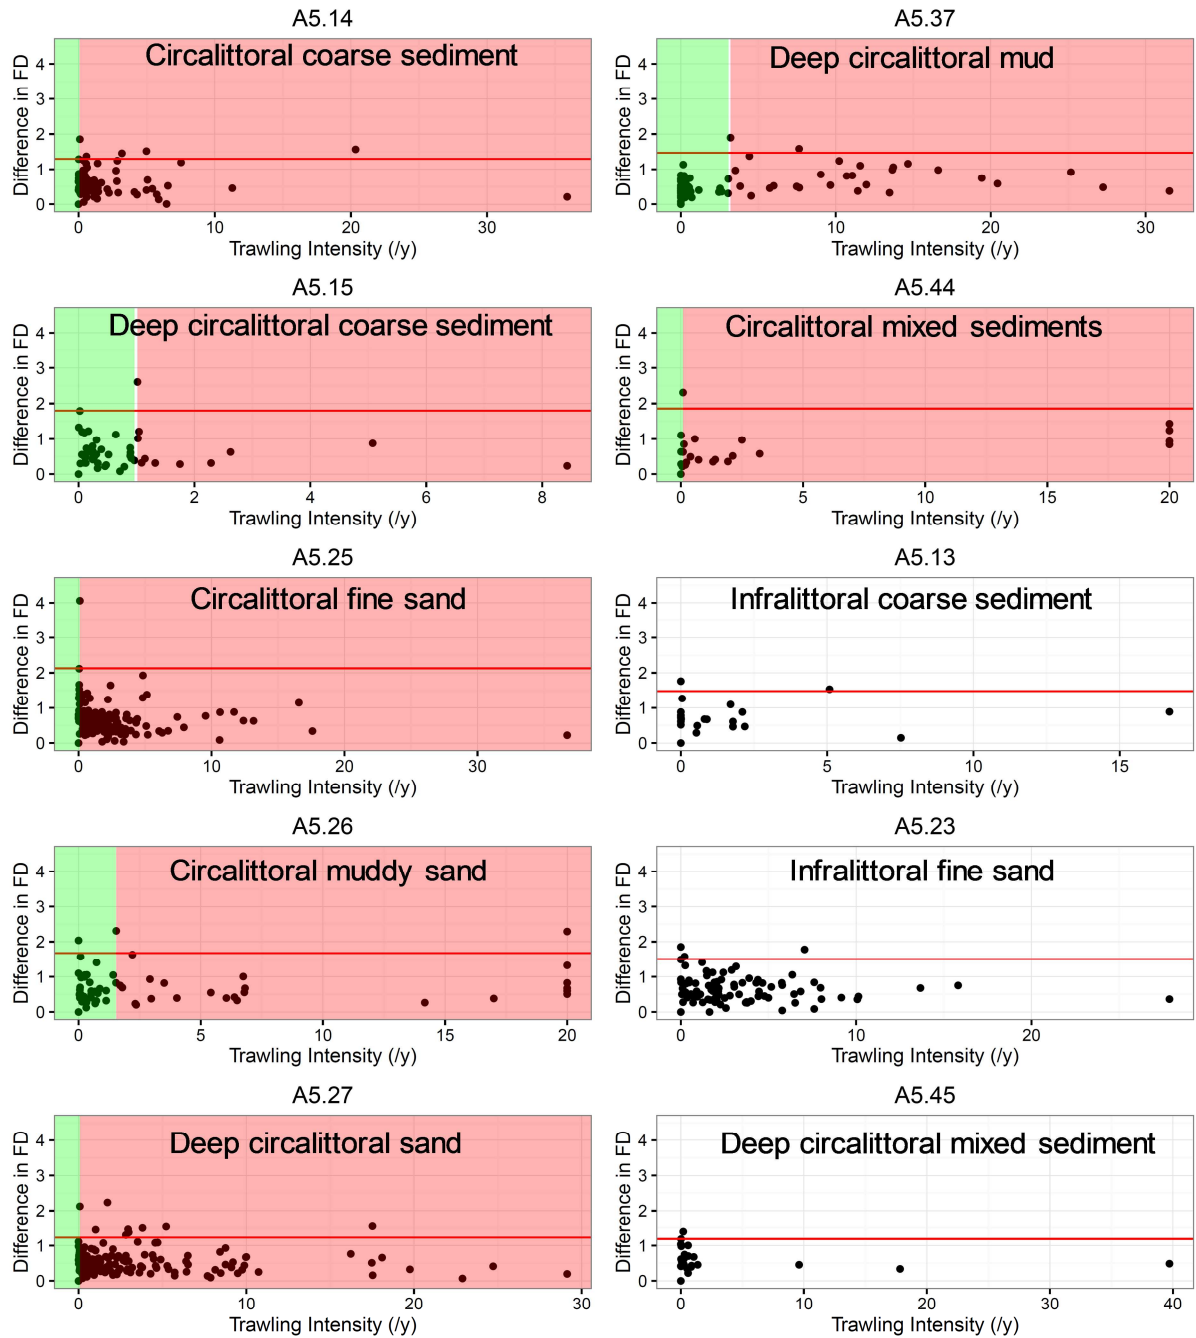 A5.14
Circalittoral coarse sediment
Difference in FD
4
3
2
1
0
0 10 20 30
Trawling Intensity (/y)
A5.37
Deep circalittoral mud
Difference in FD
4
3
2
1
0
0 10 20 30
Trawling Intensity (/y)
A5.15
Deep circalittoral coarse sediment
Difference in FD
4
3
2
1
0
0 2 4 6 8
Trawling Intensity (/y)
A5.44
Circalittoral mixed sediments
Difference in FD
4
3
2
1
0
0 5 10 15 20
Trawling Intensity (/y)
A5.25
Circalittoral fine sand
Difference in FD
4
3
2
1
0
0 10 20 30
Trawling Intensity (/y)
A5.13
Infralittoral coarse sediment
Difference in FD
4
3
2
1
0
0 5 10 15
Trawling Intensity (/y)
A5.26
Circalittoral muddy sand
Difference in FD
4
3
2
1
0
0 5 10 15 20
Trawling Intensity (/y)
A5.23
Infralittoral fine sand
Difference in FD
4
3
2
1
0
0 10 20
Trawling Intensity (/y)
A5.27
Deep circalittoral sand
Difference in FD
4
3
2
1
0
0 10 20 30
Trawling Intensity (/y)
A5.45
Deep circalittoral mixed sediment
Difference in FD
4
3
2
1
0
0 10 20 30 40
Trawling Intensity (/y)